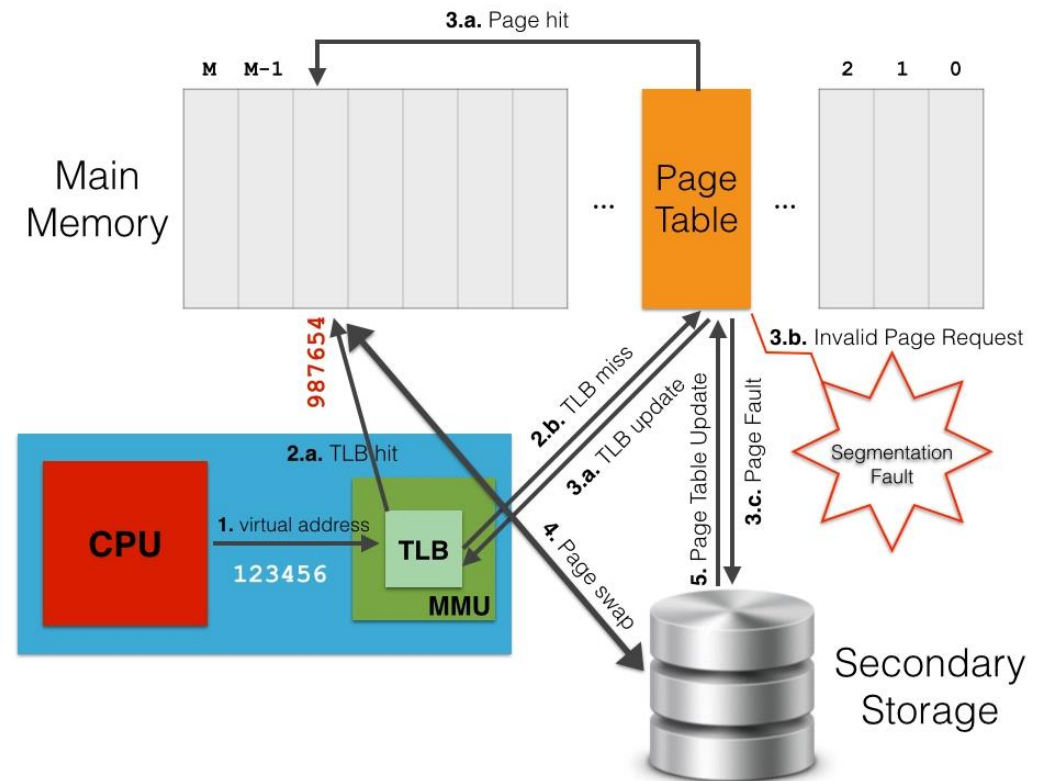 3.a. Page hit
M M-1
2 1 0
Main
Memory
...
Page
Table
...
987654
3.b. Invalid Page Request
2.b. TLB miss
3.a. TLB update
5. Page Table Update
3.c. Page Fault
Segmentation
Fault
2.a. TLB hit
CPU
1. virtual address
123456
TLB
MMU
4. Page swap
Secondary
Storage